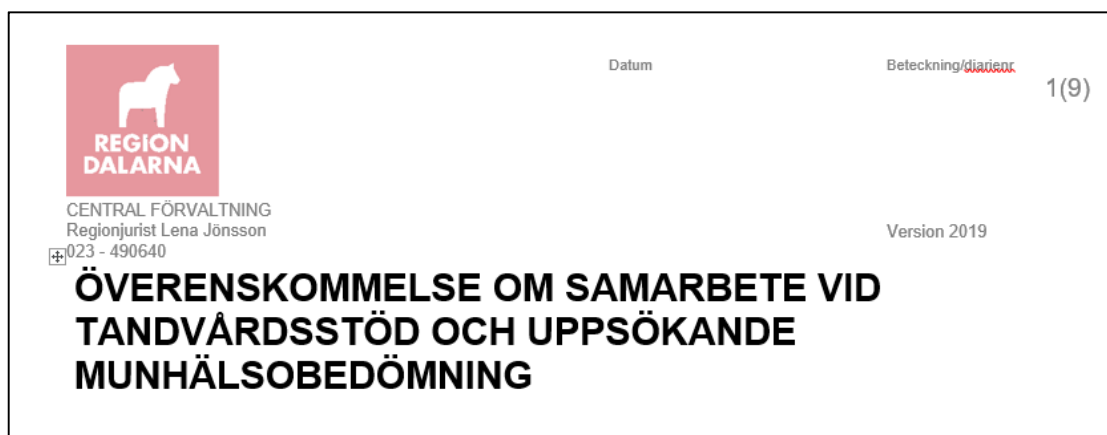 Datum
Beteckning/diarienr
1(9)
REGION
DALARNA
CENTRAL FÖRVALTNING
Regionjurist Lena Jönsson
Version 2019
023 - 490640
ÖVERENSKOMMELSE OM SAMARBETE VID
TANDVÅRDSSTÖD OCH UPPSÖKANDE
MUNHÄLSOBEDÖMNING